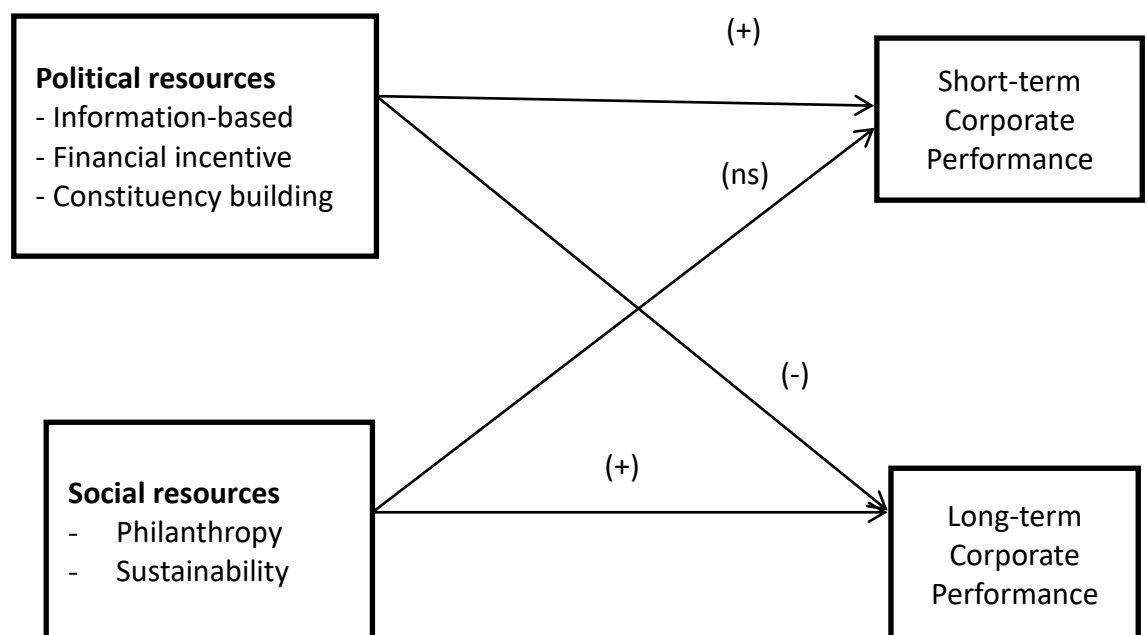 Political resources
- Information-based
- Financial incentive
- Constituency building
(+)
Short-term
Corporate
Performance
(ns)
(-)
(+)
Social resources
- Philanthropy
- Sustainability
Long-term
Corporate
Performance